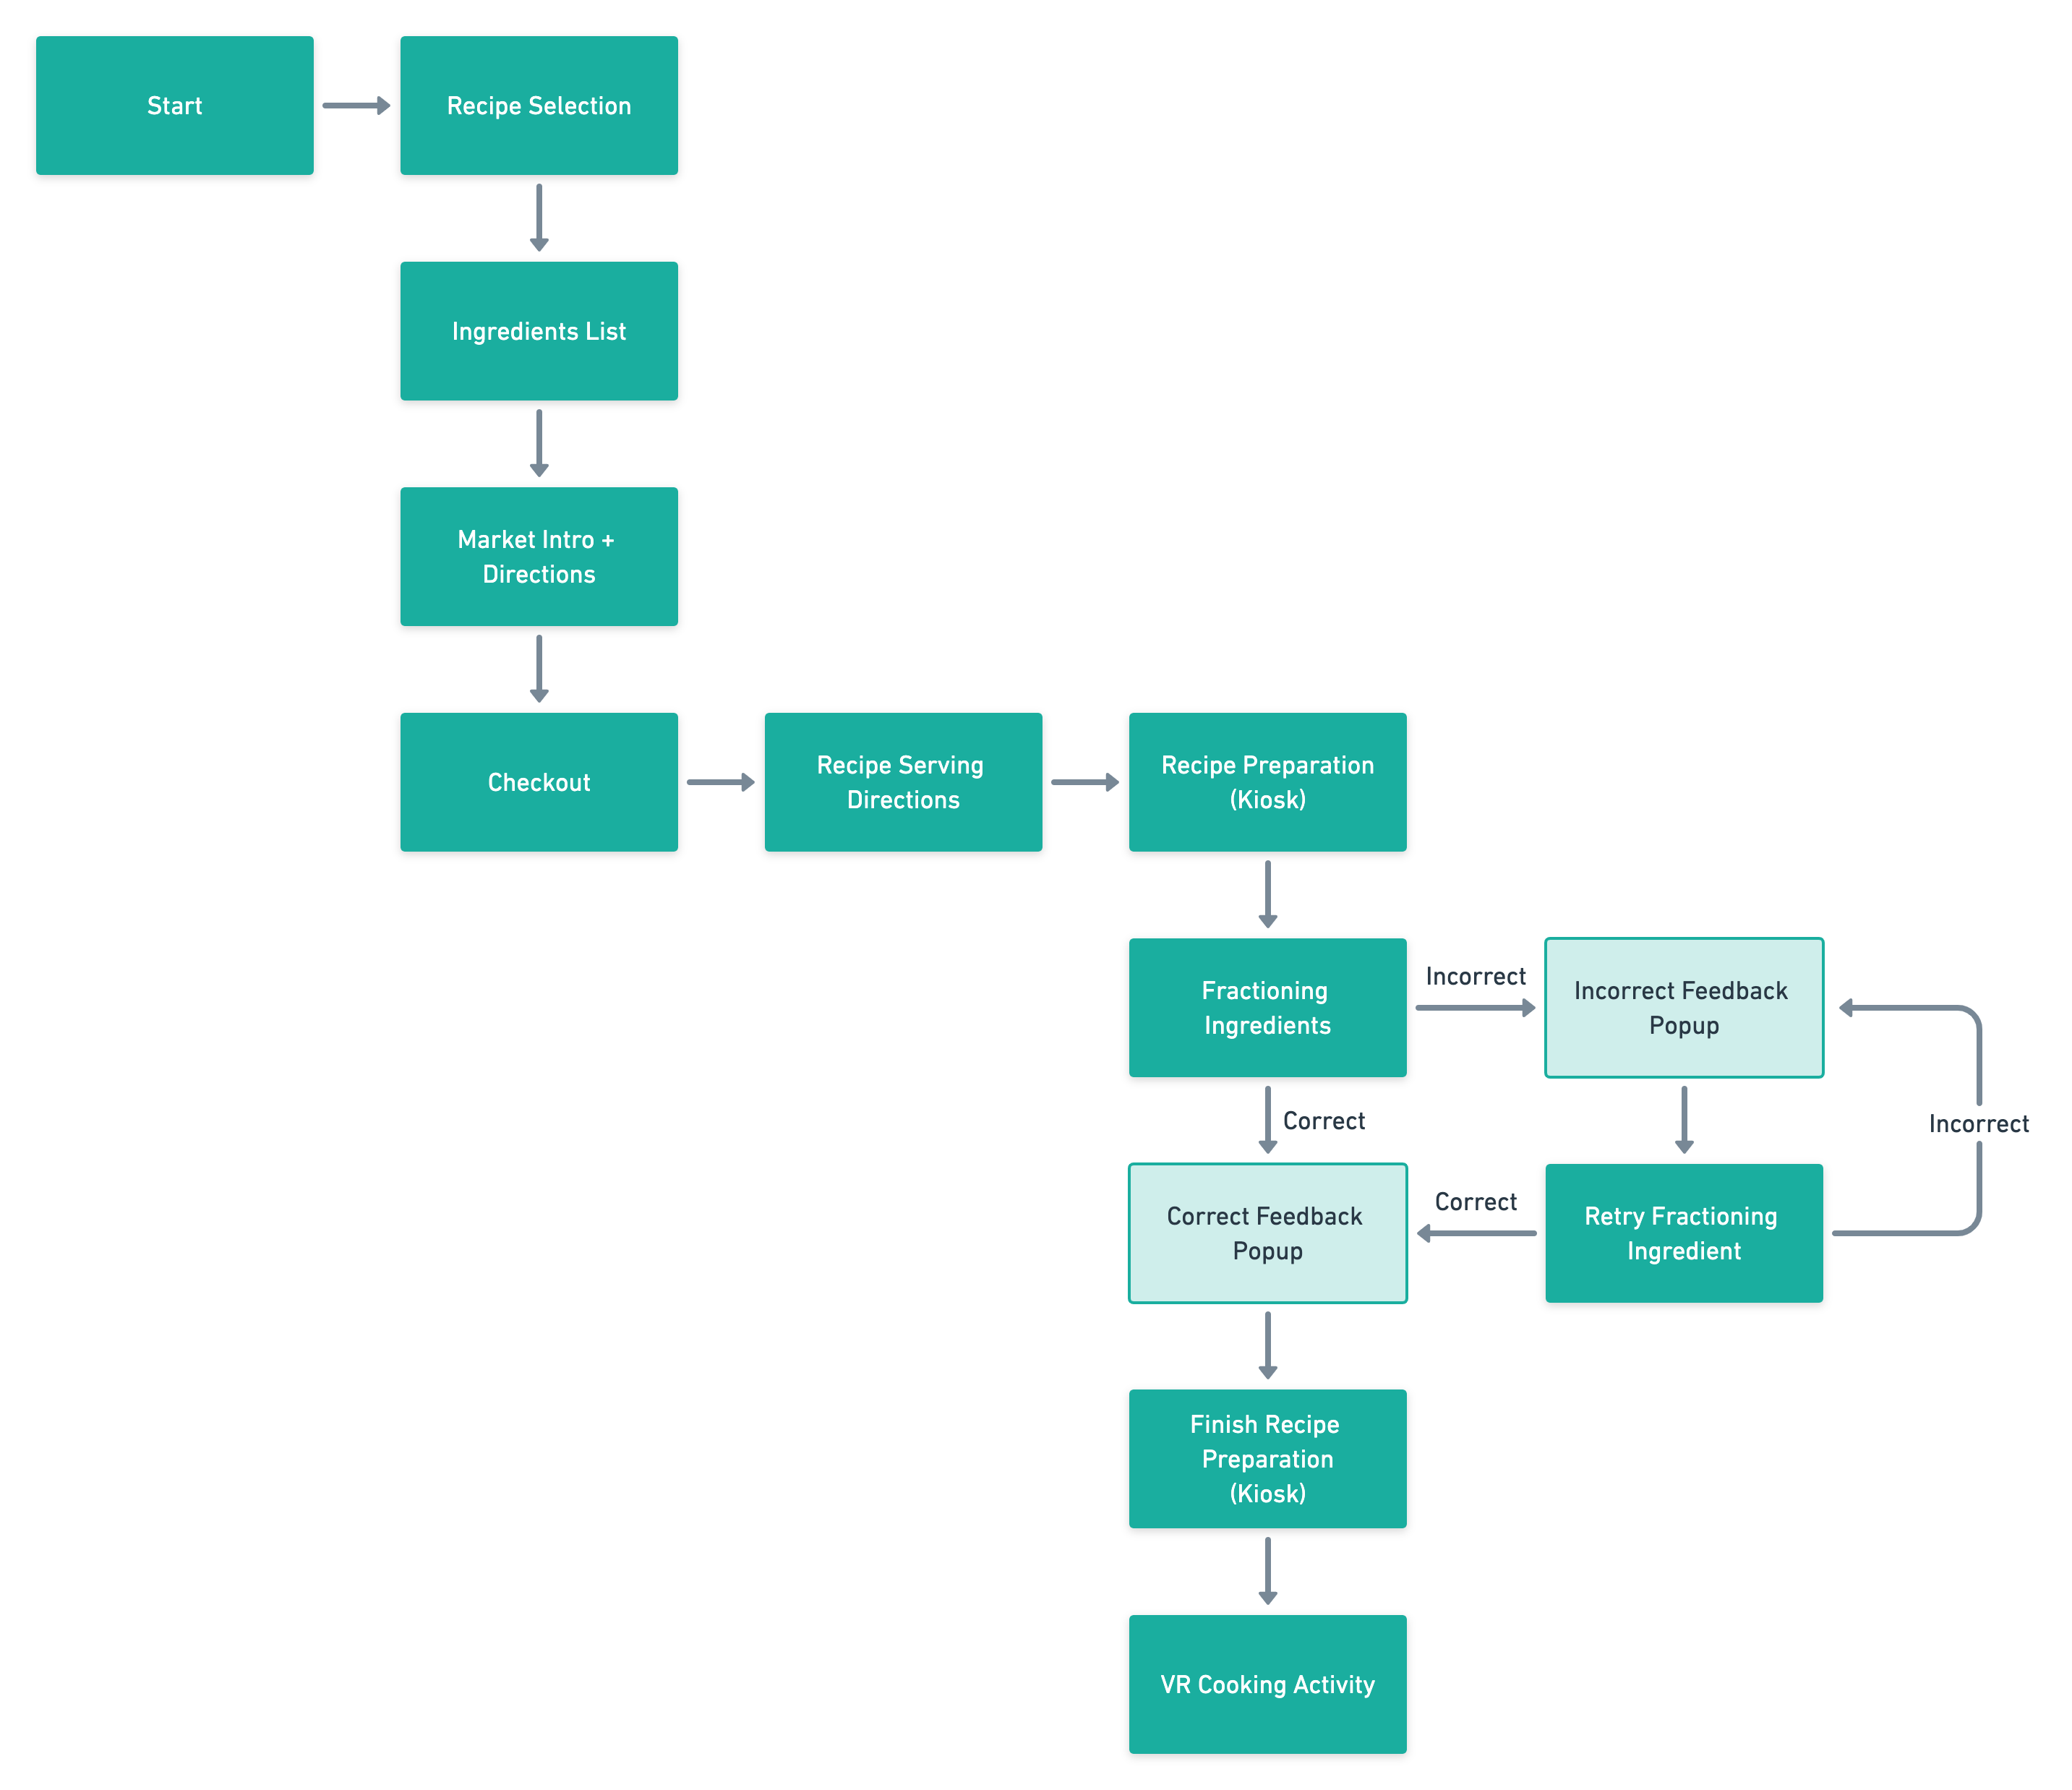 Start
Recipe Selection
Ingredients List
Market Intro +
Directions
Checkout
Recipe Serving
Directions
Recipe Preparation
(Kiosk)
Fractioning
Ingredients
Incorrect
Incorrect Feedback
Popup
Correct
Incorrect
Correct Feedback
Popup
Correct
Retry Fractioning
Ingredient
Finish Recipe
Preparation
(Kiosk)
VR Cooking Activity